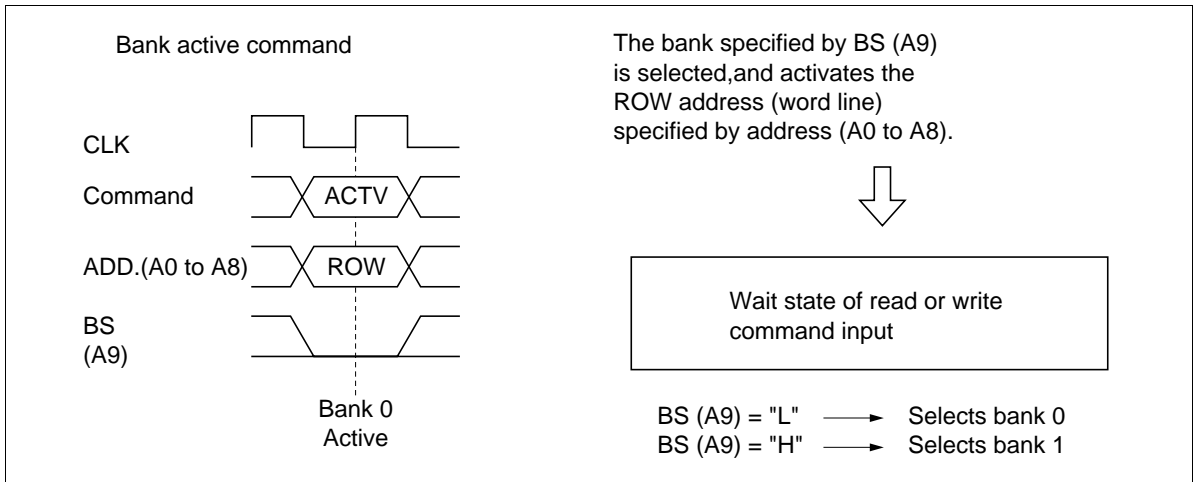 Bank active command
CLK
Command
ACTV
ADD.(A0 to A8)
ROW
BS
(A9)
Bank 0
Active
The bank specified by BS (A9)
is selected,and activates the
ROW address (word line)
specified by address (A0 to A8).
Wait state of read or write
command input
BS (A9) = "L" → Selects bank 0
BS (A9) = "H" → Selects bank 1